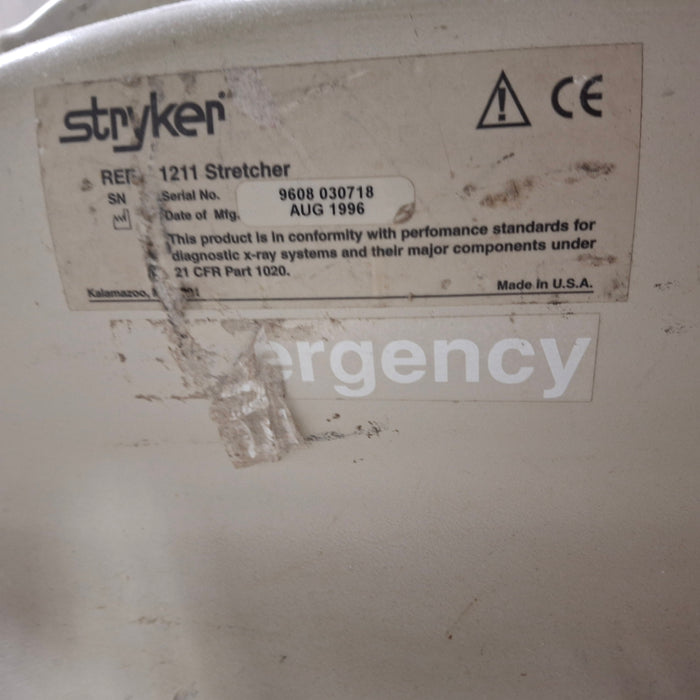 stryker
CE
REF 1211 Stretcher
SN Serial No. 9608 030718
Date of Mfg. AUG 1996
This product is in conformity with perfomance standards for
diagnostic x-ray systems and their major components under
21 CFR Part 1020.
Kalamazoo,
Made in U.S.A.
ergency